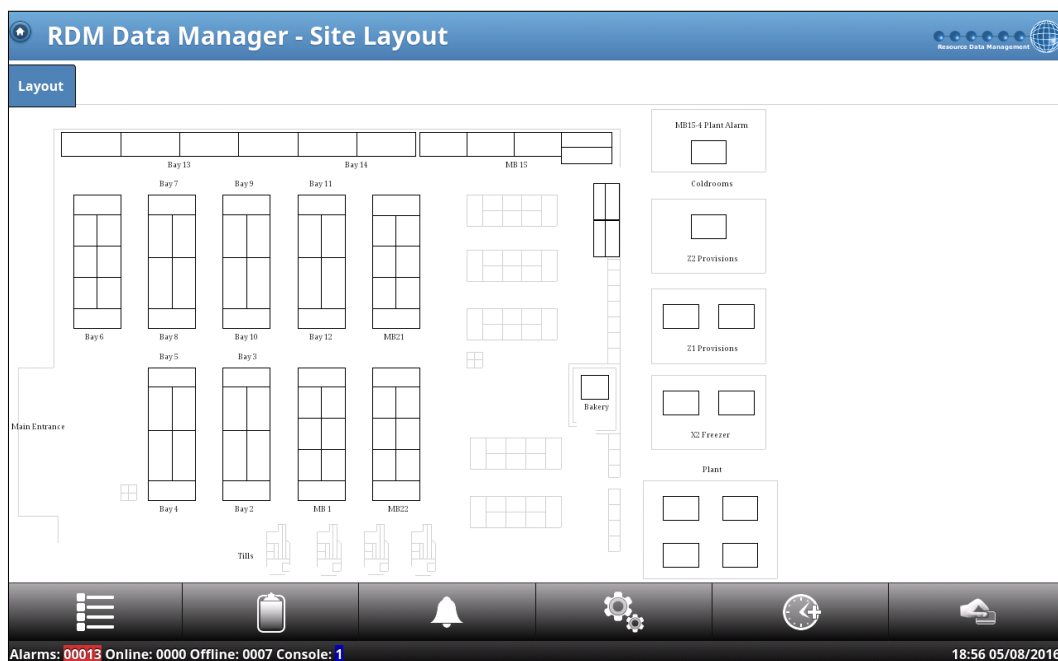 RDM Data Manager - Site Layout
Resource Data Management
Layout
MB15-4 Plant Alarm
Bay 13
Bay 14
MB 15
Bay 7
Bay 9
Bay 11
Coldrooms
Z2 Provisions
Bay 6
Bay 8
Bay 10
Bay 12
MB21
Z1 Provisions
Bay 5
Bay 3
Bakery
Main Entrance
X2 Freezer
Plant
Bay 4
Bay 2
MB 1
MB22
Tills
Alarms: 00013 Online: 0000 Offline: 0007 Console: 1
18:56 05/08/2016